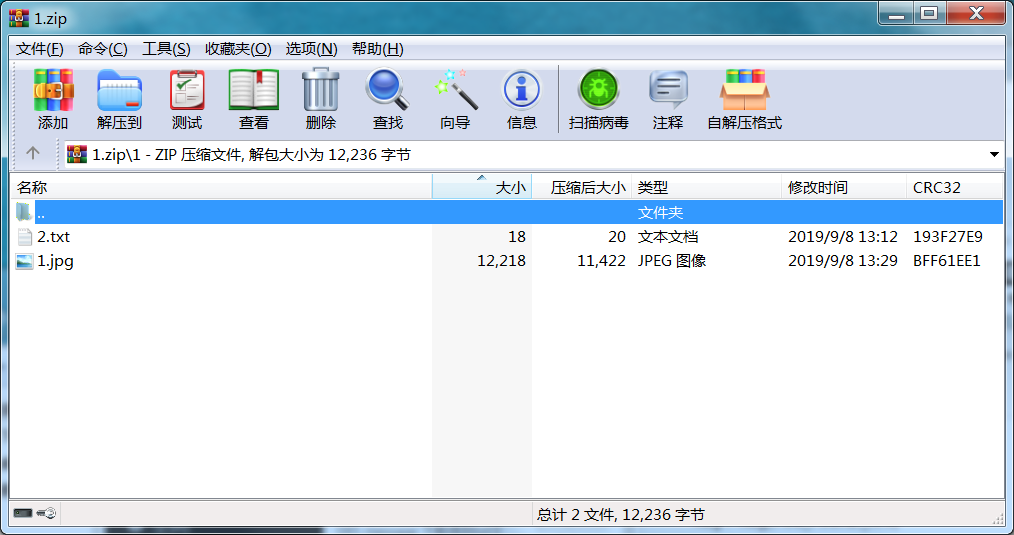 1.zip
文件(F) 命令(C) 工具(S) 收藏夹(O) 选项(N) 帮助(H)
添加 解压到 测试 查看 删除 查找 向导 信息 扫描病毒 注释 自解压格式
1.zip\1 - ZIP 压缩文件, 解包大小为 12,236 字节
名称 大小 压缩后大小 类型 修改时间 CRC32
.. 文件夹
2.txt 18 20 文本文档 2019/9/8 13:12 193F27E9
1.jpg 12,218 11,422 JPEG 图像 2019/9/8 13:29 BFF61EE1
总计 2 文件, 12,236 字节